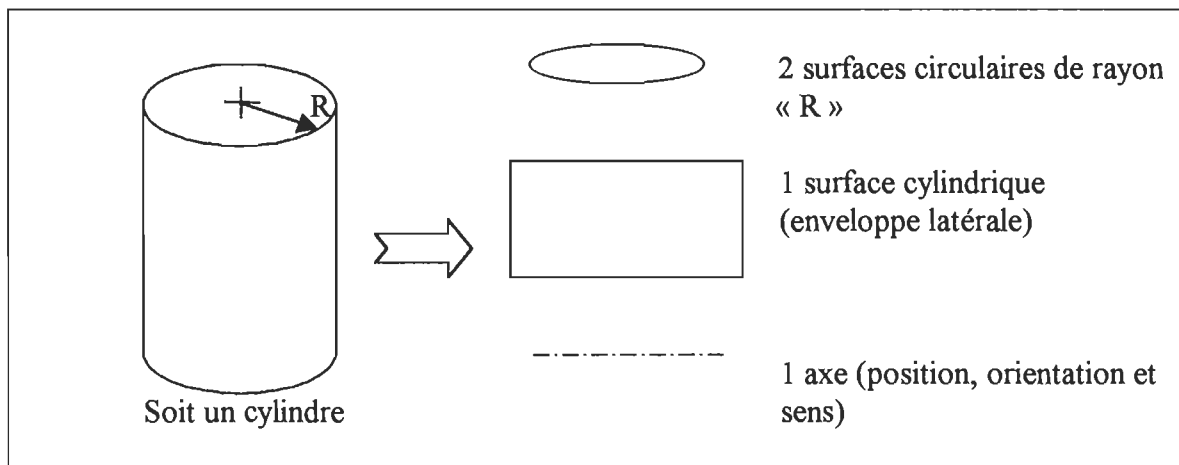 R
Soit un cylindre
2 surfaces circulaires de rayon
« R »
1 surface cylindrique
(enveloppe latérale)
1 axe (position, orientation et
sens)